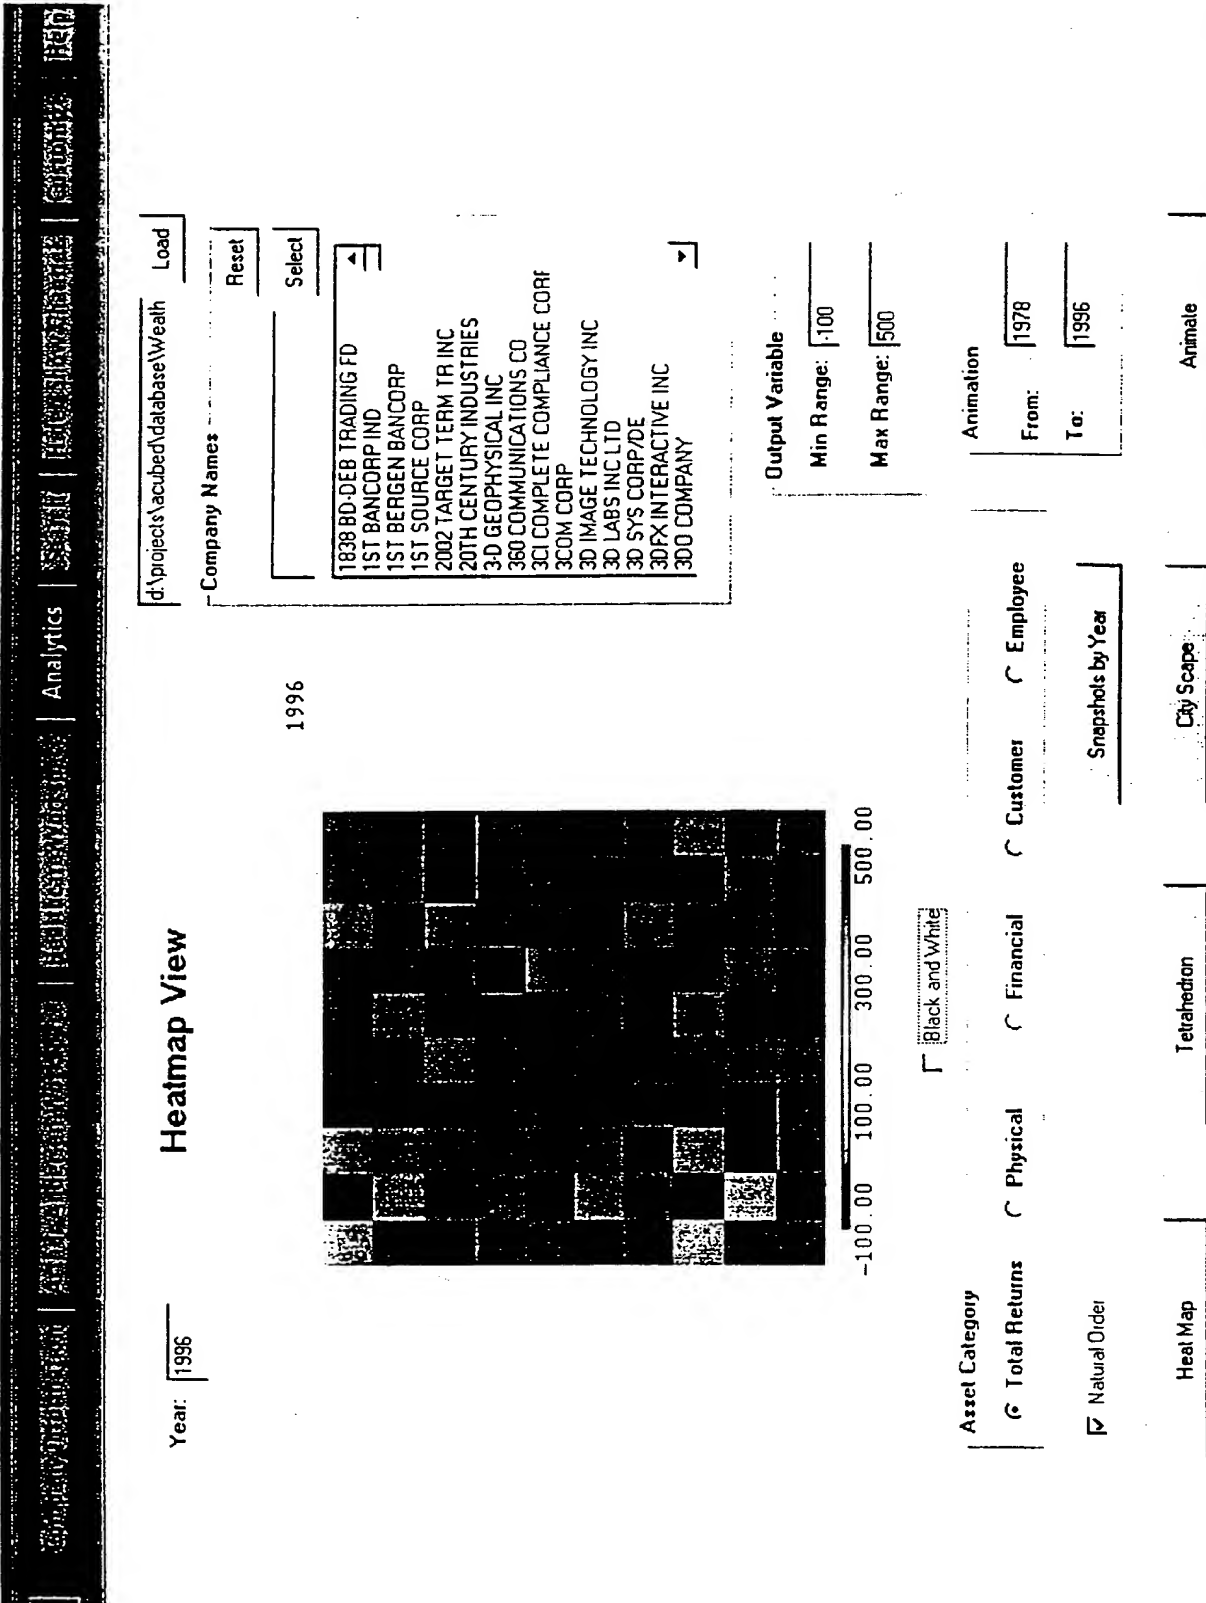 Analytics
Help
Year: 1996
Heatmap View
d:\projects\acubed\database\Weath
Load
Company Names
Reset
Select
1996
1838 BD-DEB TRADING FD
1ST BANCORP IND
1ST BERGEN BANCORP
1ST SOURCE CORP
2002 TARGET TERM TR INC
20TH CENTURY INDUSTRIES
3-D GEOPHYSICAL INC
360 COMMUNICATIONS CO
3CI COMPLETE COMPLIANCE CORF
3COM CORP
3D IMAGE TECHNOLOGY INC
3D LABS INC LTD
3D SYS CORP/DE
3DFX INTERACTIVE INC
3DO COMPANY
-100.00 100.00 300.00 500.00
Black and White
Output Variable
Min Range: -100
Max Range: 500
Asset Category
Total Returns Physical Financial Customer Employee
Animation
From: 1978
To: 1996
Natural Order
Snapshots by Year
Heat Map
Tetrahedron
City Scape
Animate